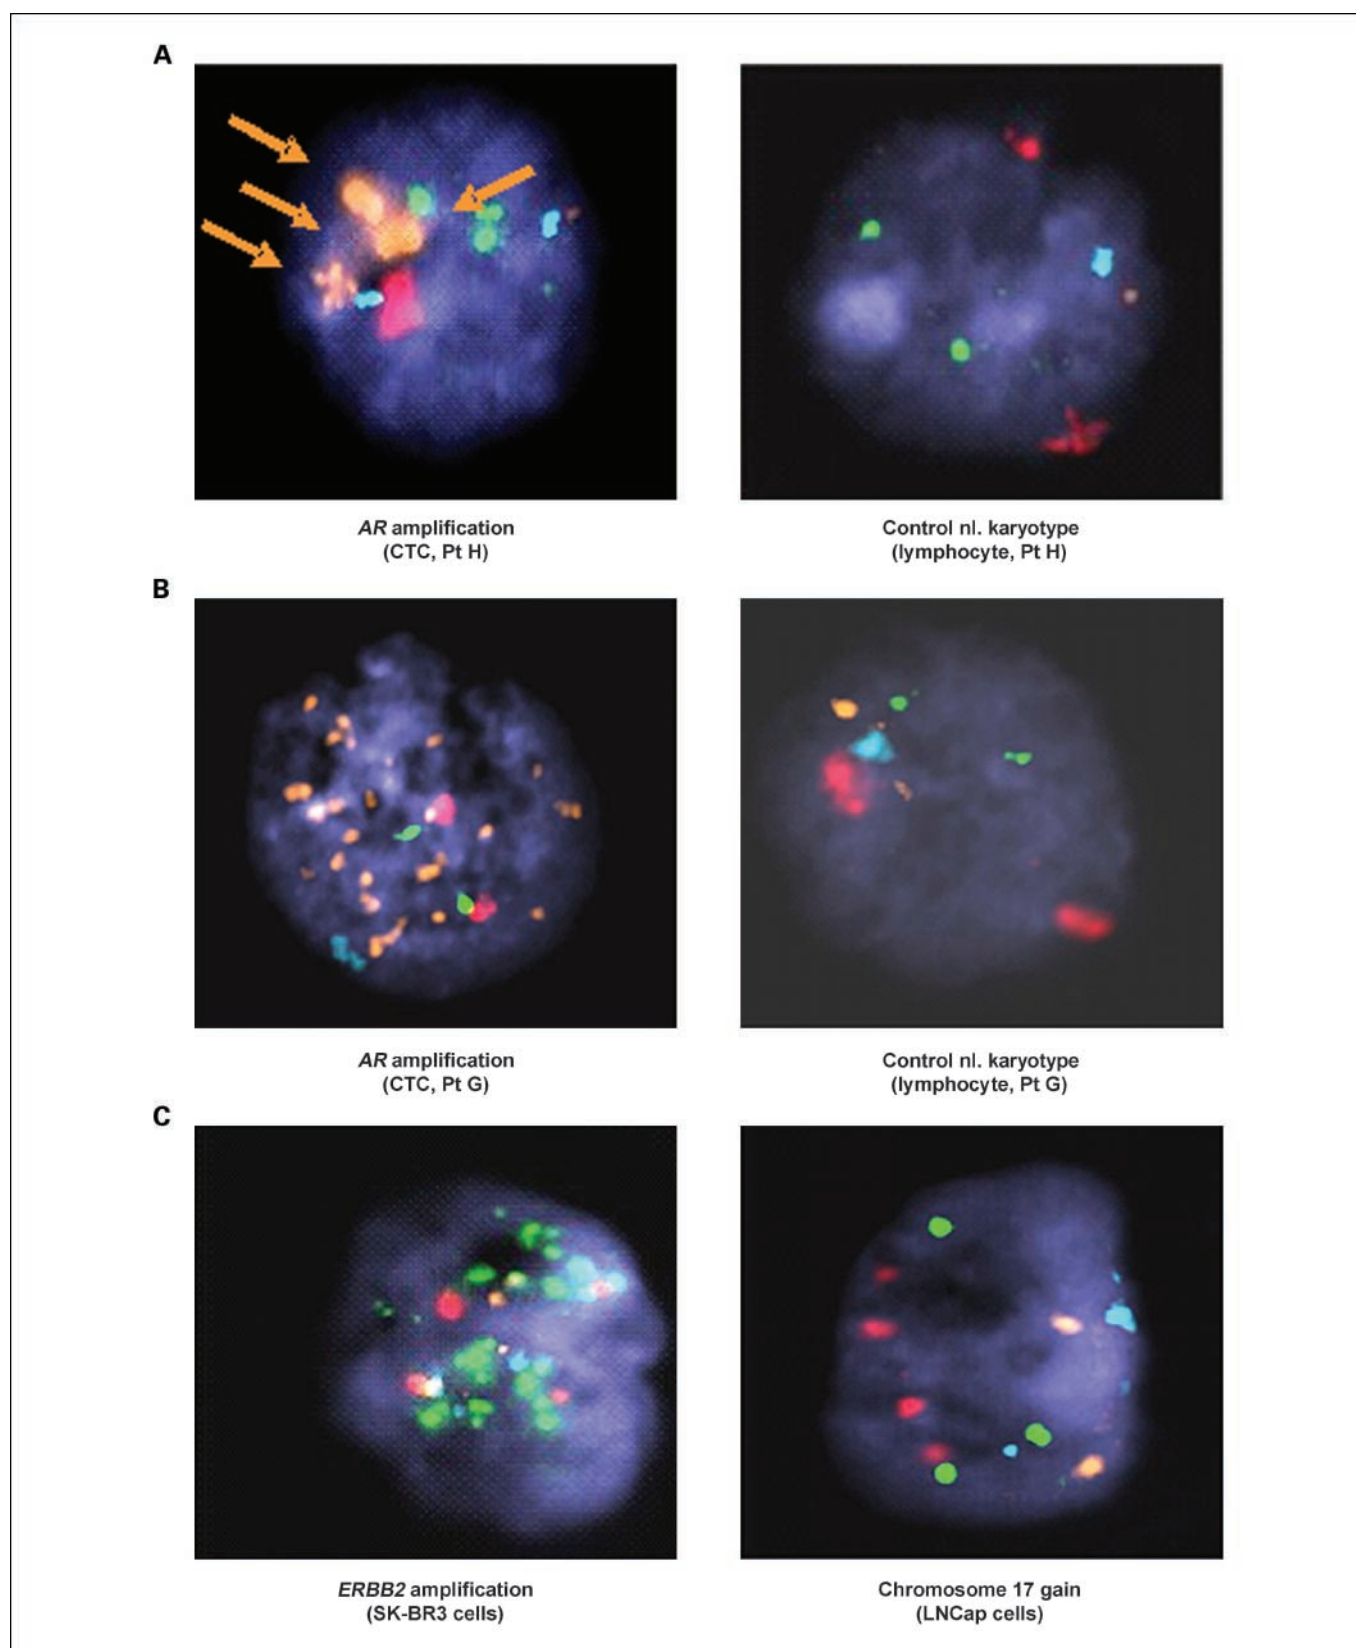 A
AR amplification
(CTC, Pt H)
Control nl. karyotype
(lymphocyte, Pt H)
B
AR amplification
(CTC, Pt G)
Control nl. karyotype
(lymphocyte, Pt G)
C
ERBB2 amplification
(SK-BR3 cells)
Chromosome 17 gain
(LNCap cells)